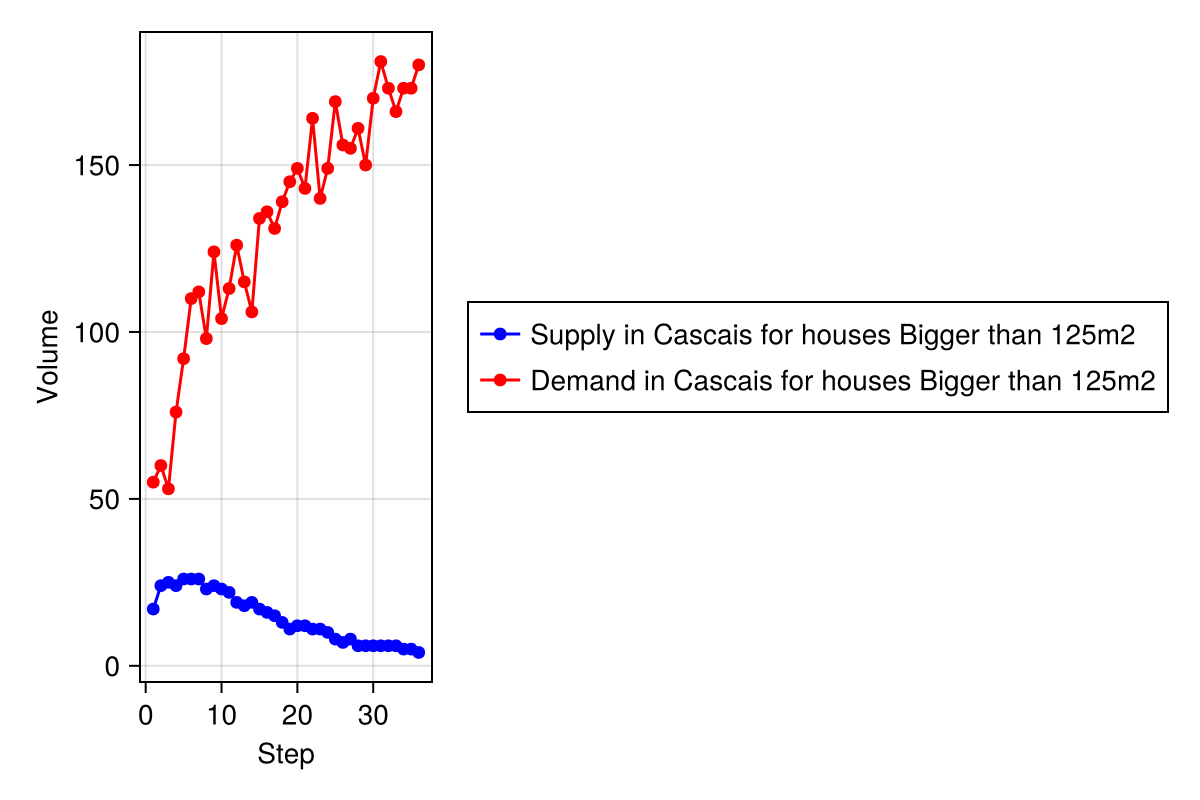 150
100
50
0
Volume
0 10 20 30
Step
Supply in Cascais for houses Bigger than 125m2
Demand in Cascais for houses Bigger than 125m2